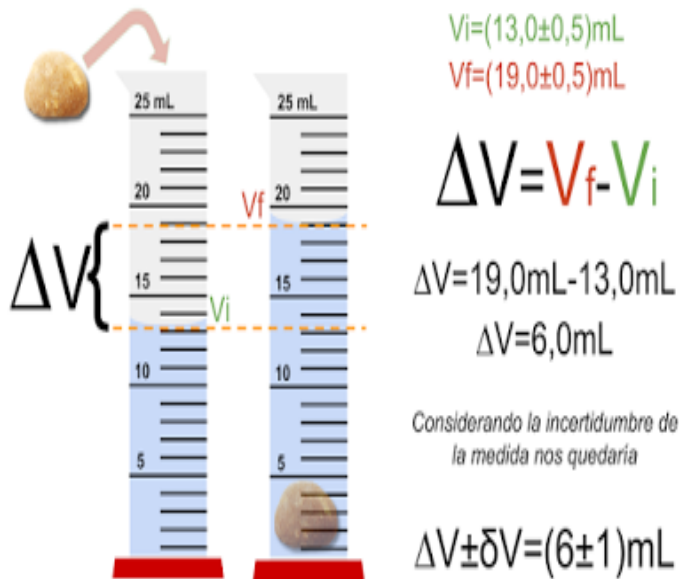 25 mL
20
15
10
5
ΔV{
Vi
25 mL
20
15
10
5
Vf
Vi=(13,0±0,5)mL
Vf=(19,0±0,5)mL
ΔV=Vf-Vi
ΔV=19,0mL-13,0mL
ΔV=6,0mL
Considerando la incertidumbre de
la medida nos quedaría
ΔV±δV=(6±1)mL